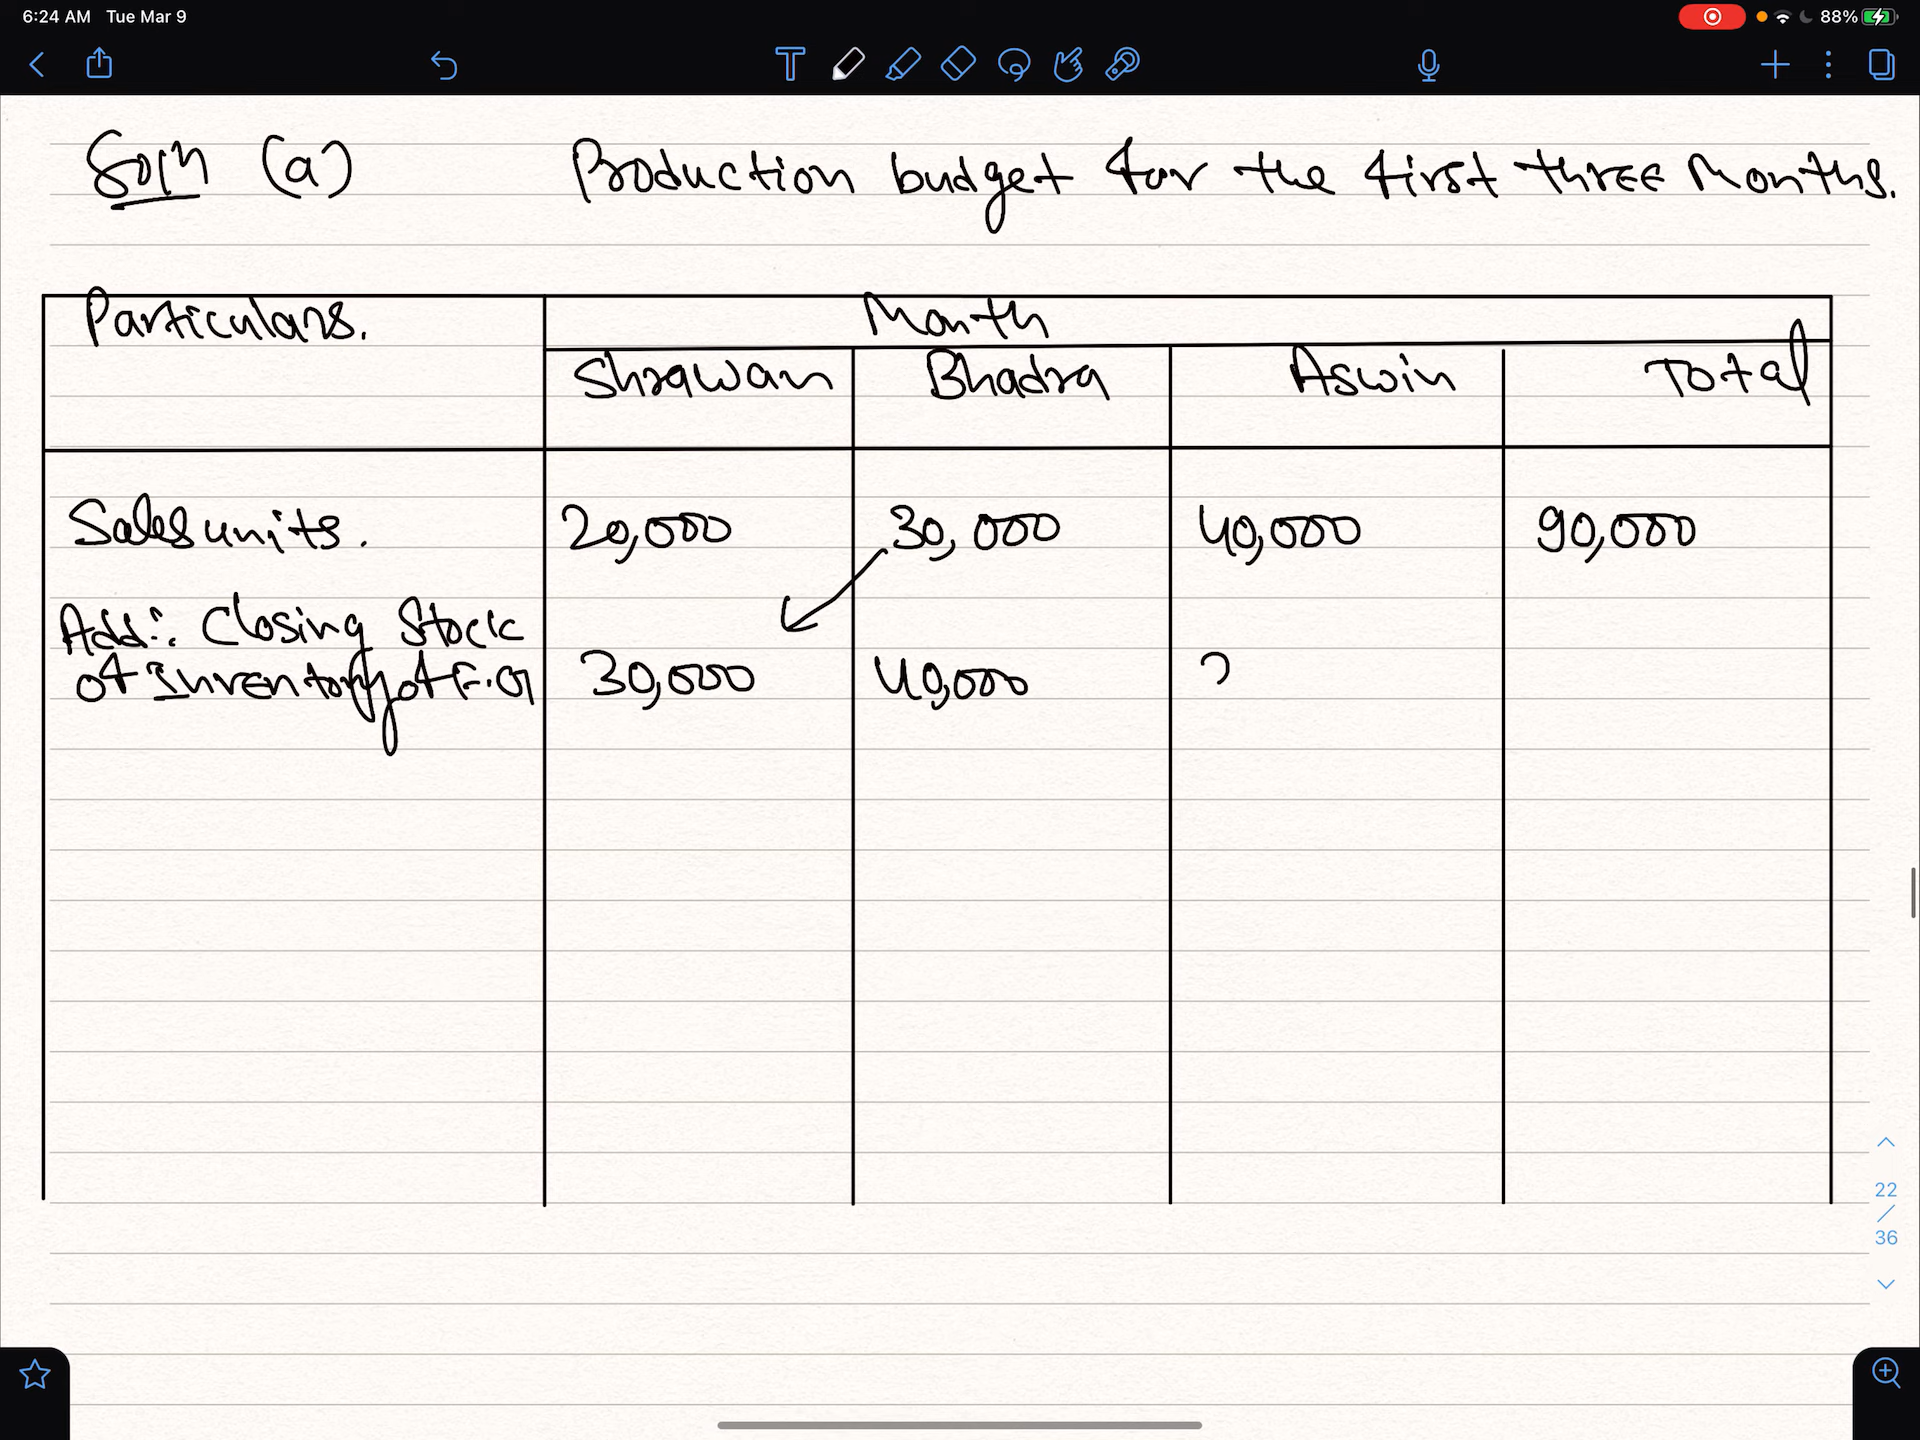 6:24 AM Tue Mar 9
88%
Soln (a) Production budget for the first three Months.
Particulars. Month
Shrawan Bhadra Aswin Total
Sales units. 20,000 30,000 40,000 90,000
Add:. Closing Stock
of Inventory of F.G 30,000 40,000
22
/
36